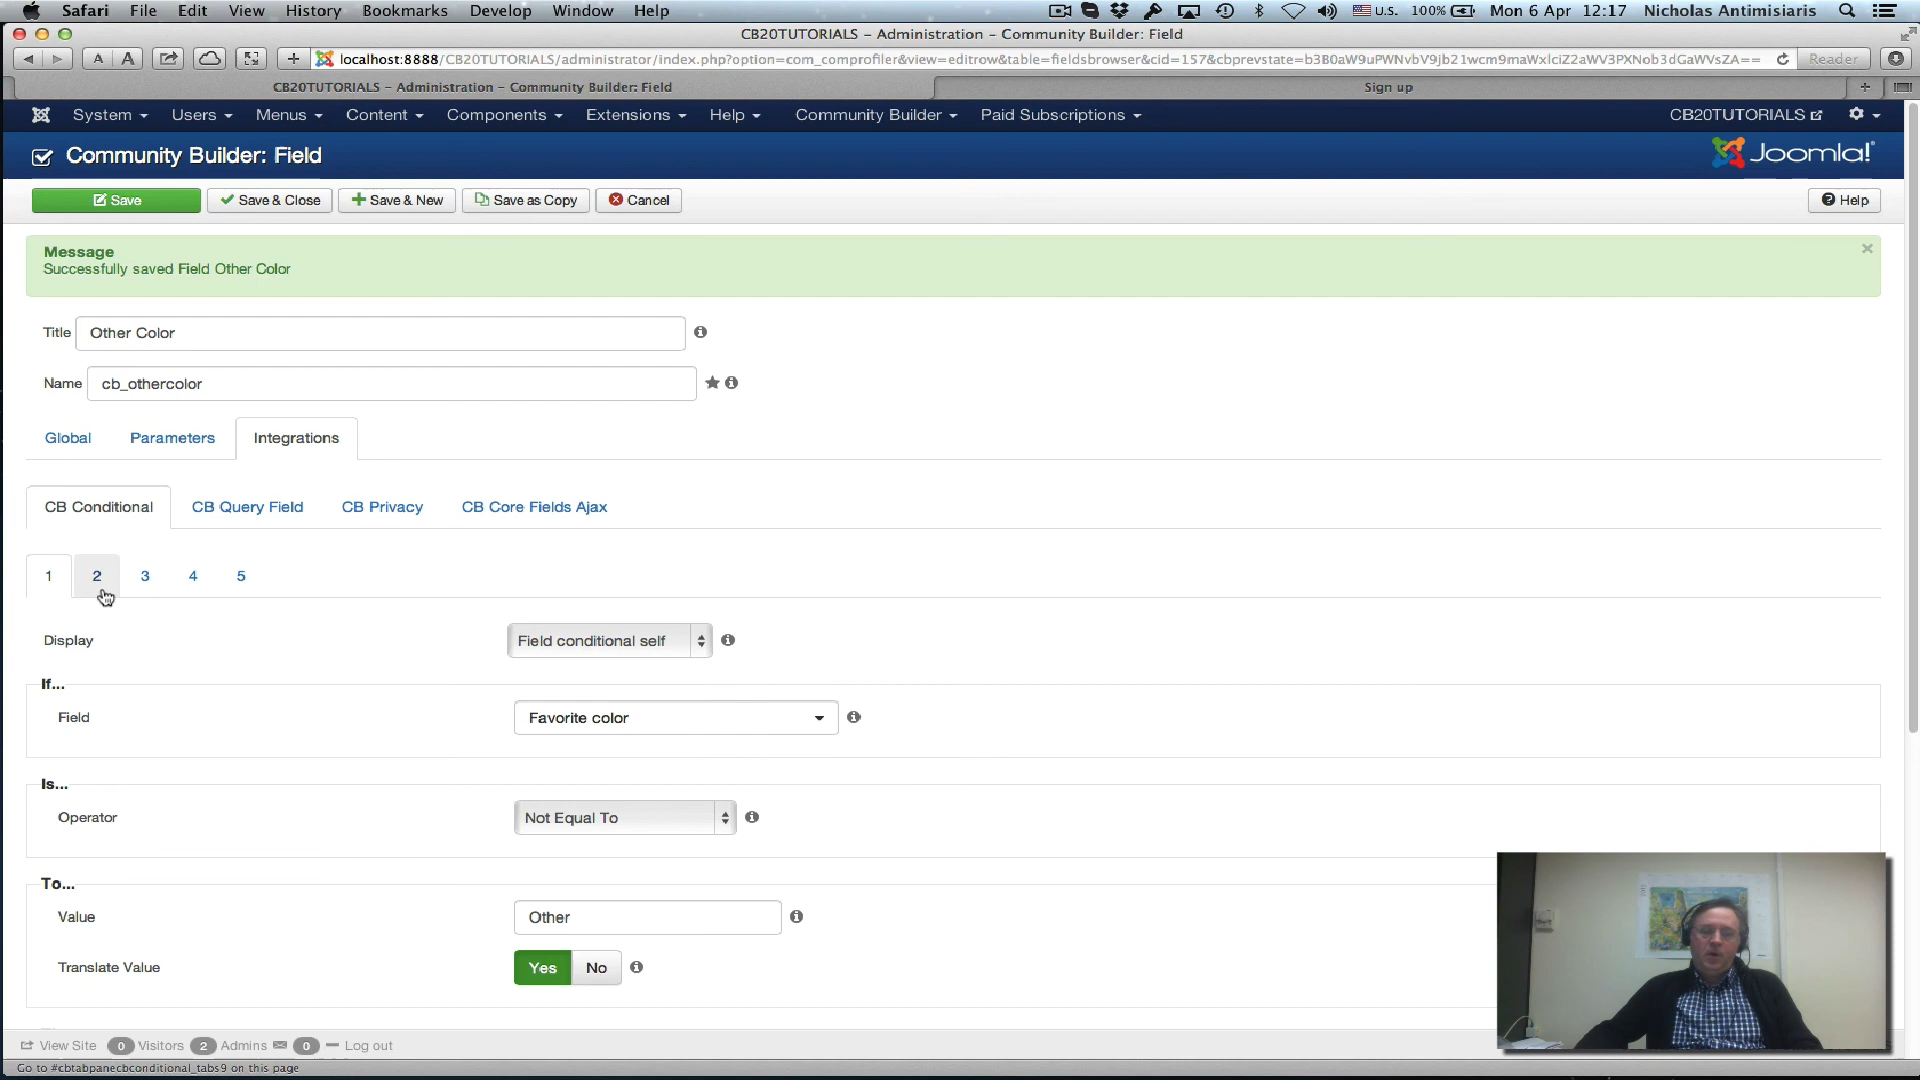 Safari File Edit View History Bookmarks Develop Window Help U.S. 100% Mon 6 Apr 12:17 Nicholas Antimisiaris
CB20TUTORIALS – Administration – Community Builder: Field
A A localhost:8888/CB20TUTORIALS/administrator/index.php?option=com_comprofiler&view=editrow&table=fieldsbrowser&cid=157&cbprevstate=b3B0aW9uPWNvbV9jb21wcm9maWxlciZ2aWV3PXNob3dGaWVsZA== Reader
CB20TUTORIALS – Administration – Community Builder: Field Sign up
System Users Menus Content Components Extensions Help Community Builder Paid Subscriptions CB20TUTORIALS
Community Builder: Field Joomla!
Save Save & Close Save & New Save as Copy Cancel Help
Message
Successfully saved Field Other Color
Title Other Color
Name cb_othercolor
Global Parameters Integrations
CB Conditional CB Query Field CB Privacy CB Core Fields Ajax
1 2 3 4 5
Display Field conditional self
If...
Field Favorite color
Is...
Operator Not Equal To
To...
Value Other
Translate Value Yes No
View Site 0 Visitors 2 Admins 0 Log out
Go to #cbtabpanecbconditional_tabs9 on this page